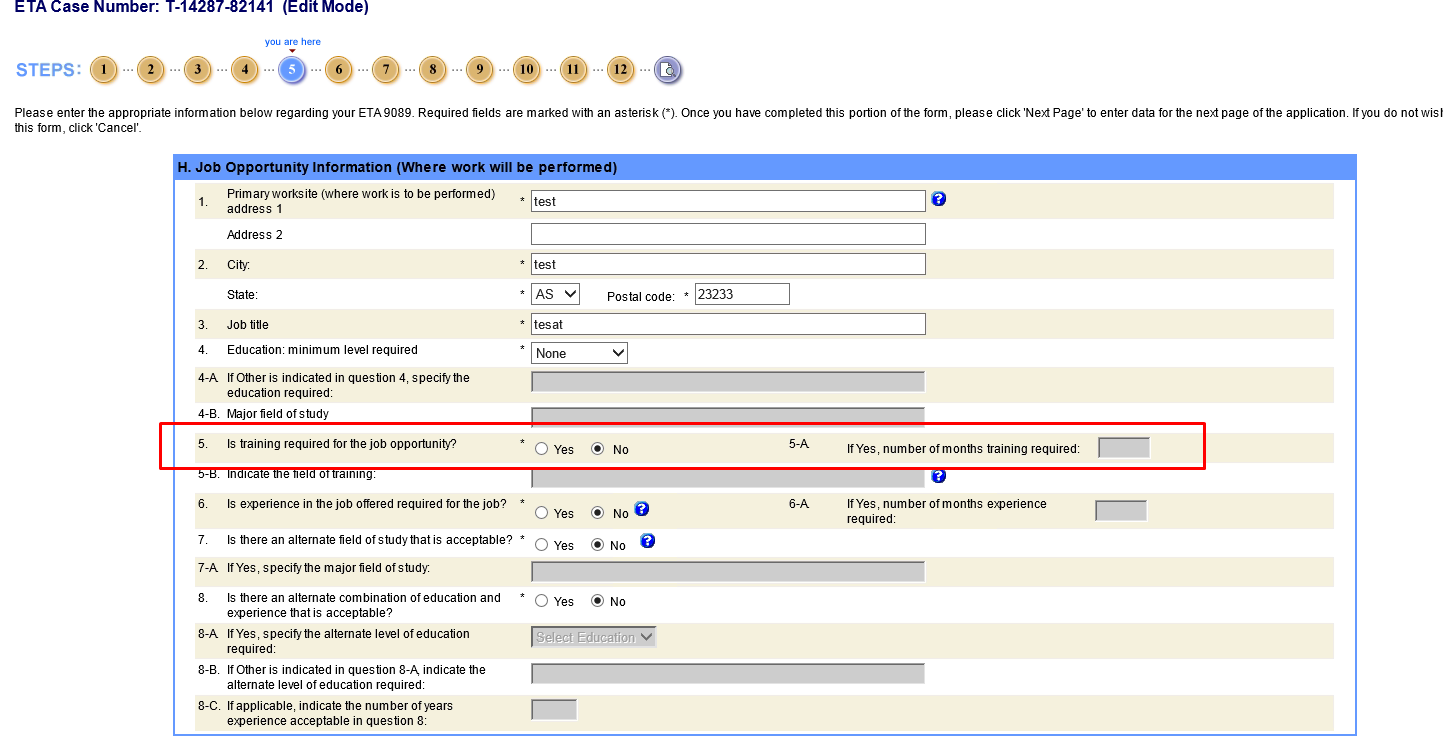 ETA Case Number: T-14287-82141 (Edit Mode)
you are here
STEPS: 1 ... 2 ... 3 ... 4 ... 5 ... 6 ... 7 ... 8 ... 9 ... 10 ... 11 ... 12 ...
Please enter the appropriate information below regarding your ETA 9089. Required fields are marked with an asterisk (*). Once you have completed this portion of the form, please click 'Next Page' to enter data for the next page of the application. If you do not wis
this form, click 'Cancel'.
H. Job Opportunity Information (Where work will be performed)
1. Primary worksite (where work is to be performed)
address 1 * test ?
Address 2
2. City: * test
State: * AS Postal code: * 23233
3. Job title * tesat
4. Education: minimum level required * None
4-A. If Other is indicated in question 4, specify the
education required:
4-B. Major field of study
5. Is training required for the job opportunity? * Yes No 5-A. If Yes, number of months training required:
5-B. Indicate the field of training: ?
6. Is experience in the job offered required for the job? * Yes No ? 6-A. If Yes, number of months experience
required:
7. Is there an alternate field of study that is acceptable? * Yes No ?
7-A. If Yes, specify the major field of study:
8. Is there an alternate combination of education and
experience that is acceptable? * Yes No
8-A. If Yes, specify the alternate level of education
required: Select Education
8-B. If Other is indicated in question 8-A, indicate the
alternate level of education required:
8-C. If applicable, indicate the number of years
experience acceptable in question 8: